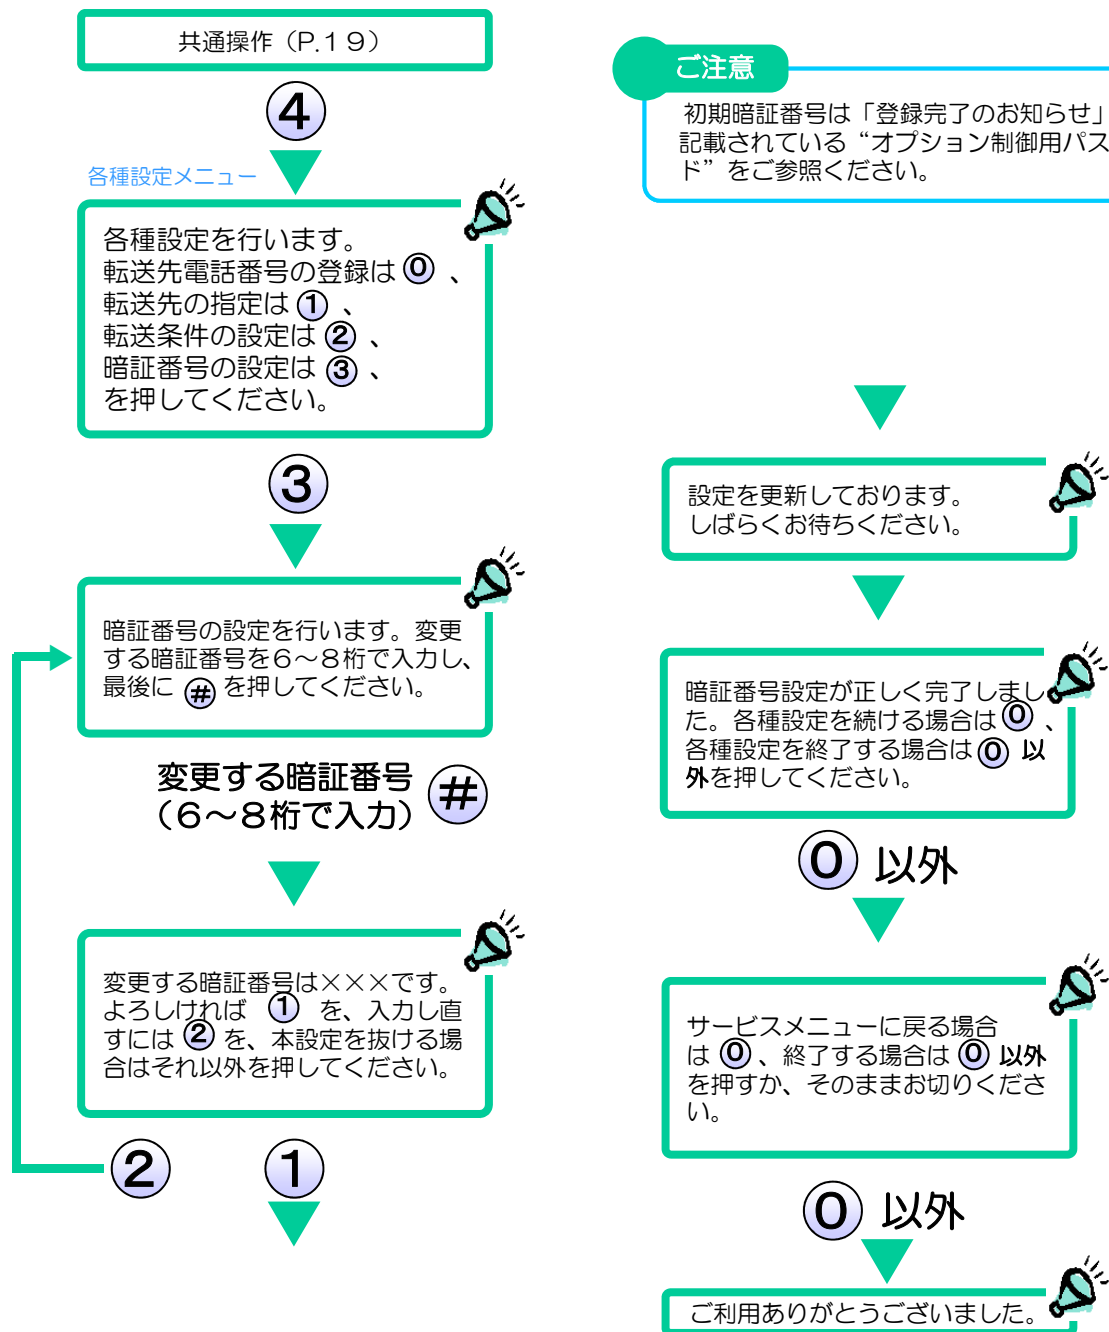 共通操作（P.１９）
④
各種設定メニュー
各種設定を行います。
転送先電話番号の登録は⓪、
転送先の指定は①、
転送条件の設定は②、
暗証番号の設定は③、
を押してください。
③
暗証番号の設定を行います。変更
する暗証番号を６～８桁で入力し、
最後に＃を押してください。
変更する暗証番号 ＃
（６～８桁で入力）
変更する暗証番号は×××です。
よろしければ ① を、入力し直
すには②を、本設定を抜ける場
合はそれ以外を押してください。
② ①
ご注意
初期暗証番号は「登録完了のお知らせ」
記載されている“オプション制御用パス
ド”をご参照ください。
設定を更新しております。
しばらくお待ちください。
暗証番号設定が正しく完了しまし
た。各種設定を続ける場合は⓪、
各種設定を終了する場合は⓪ 以
外を押してください。
⓪ 以外
サービスメニューに戻る場合
は⓪、終了する場合は⓪ 以外
を押すか、そのままお切りくださ
い。
⓪ 以外
ご利用ありがとうございました。